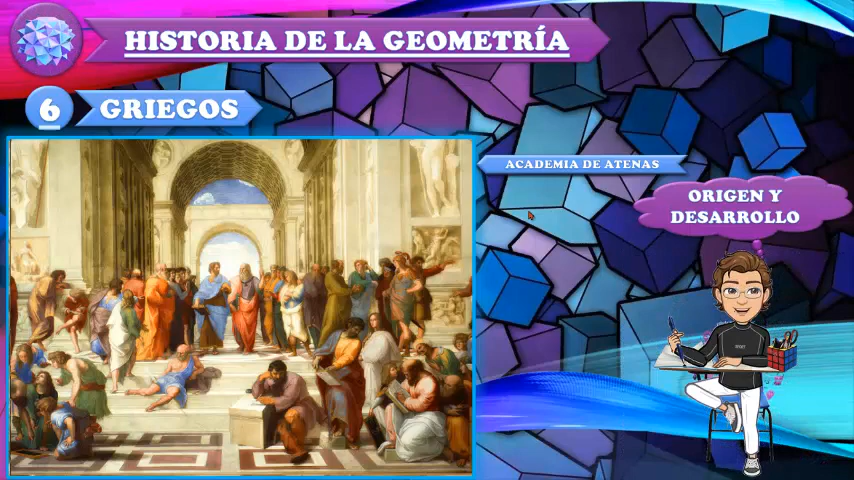 HISTORIA DE LA GEOMETRÍA
6
GRIEGOS
ACADEMIA DE ATENAS
ORIGEN Y
DESARROLLO